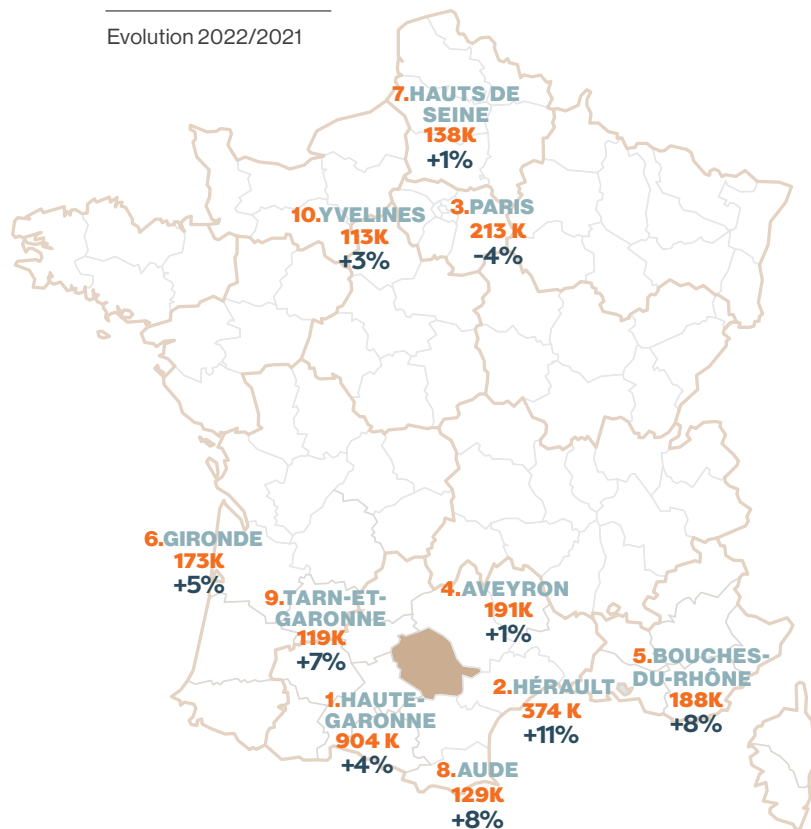 Evolution 2022/2021
7.HAUTS DE
SEINE
138K
+1%
10.YVELINES
113K
+3%
3.PARIS
213 K
-4%
6.GIRONDE
173K
+5%
9.TARN-ET-
GARONNE
119K
+7%
4.AVEYRON
191K
+1%
5.BOUCHES-
DU-RHÔNE
188K
+8%
2.HÉRAULT
374 K
+11%
1.HAUTE-
GARONNE
904 K
+4%
8.AUDE
129K
+8%